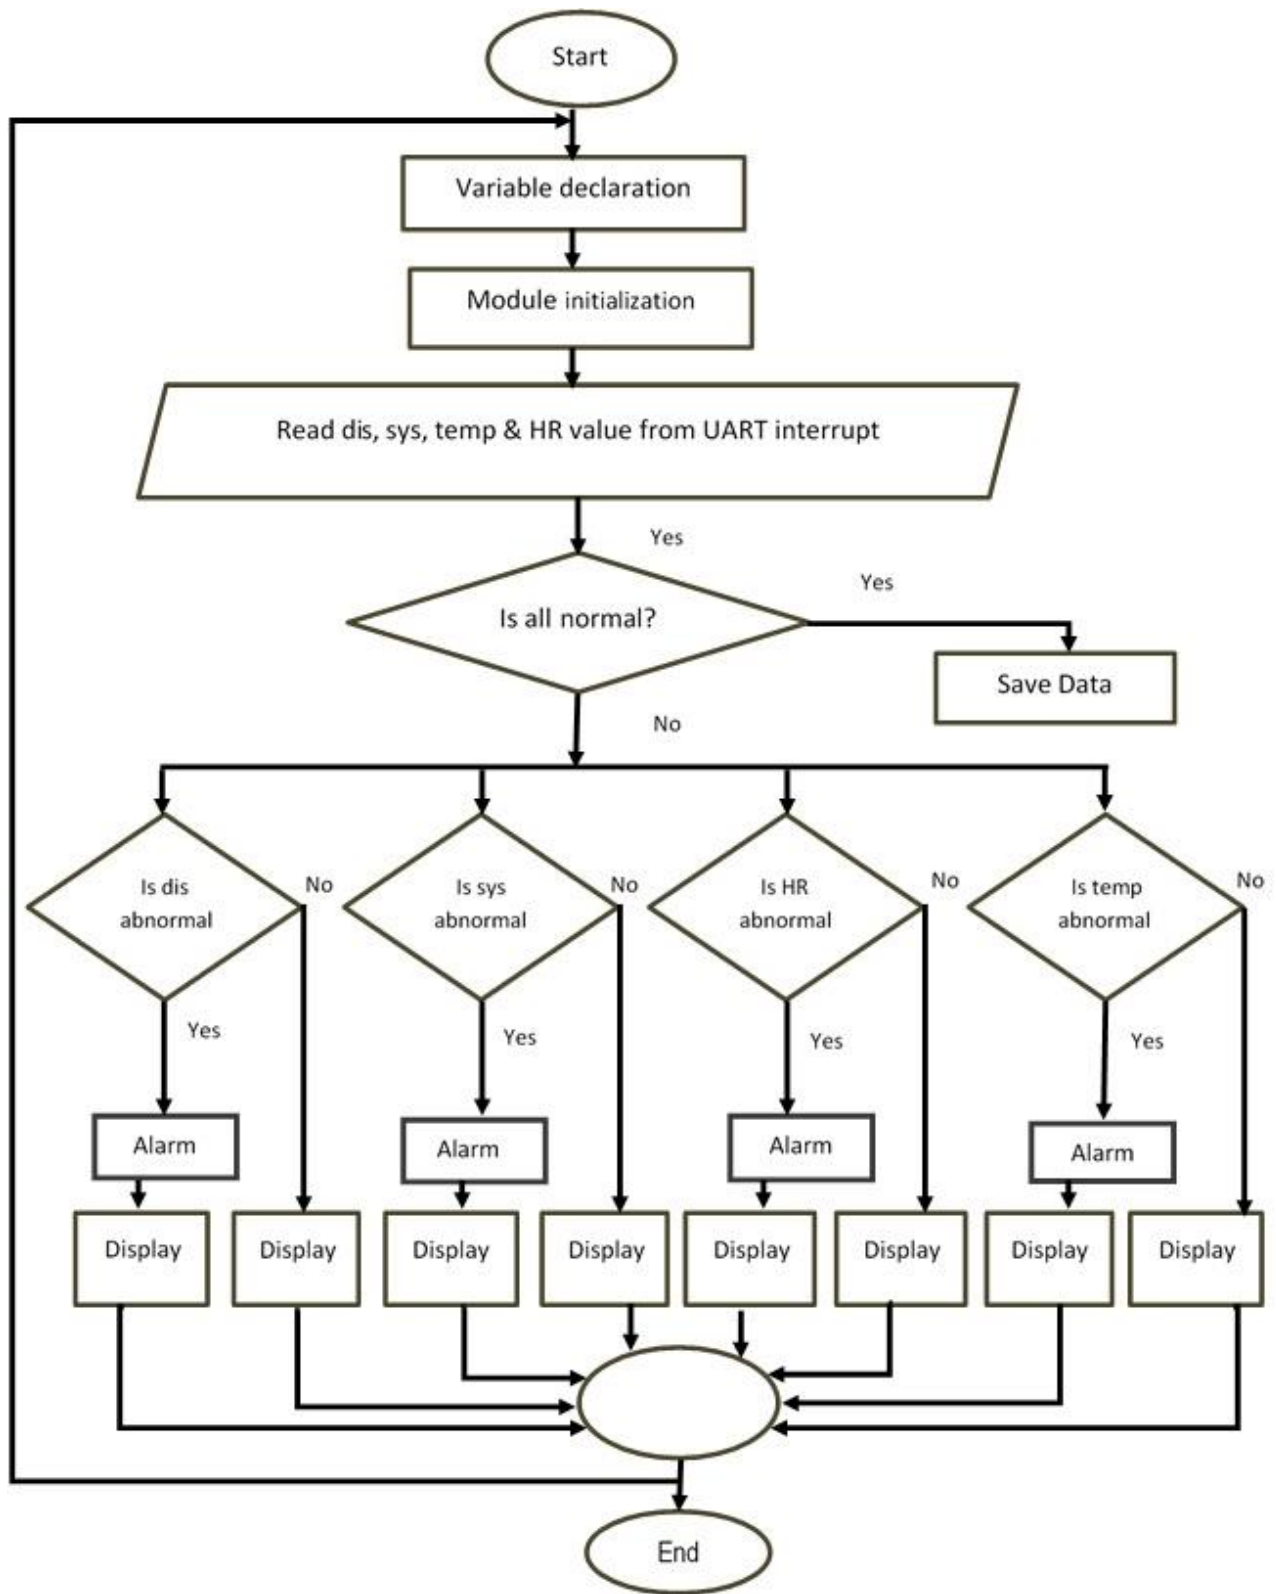 Start
Variable declaration
Module initialization
Read dis, sys, temp & HR value from UART interrupt
Yes
Yes
Is all normal?
Save Data
No
Is dis
abnormal
No
Is sys
abnormal
No
Is HR
abnormal
No
Is temp
abnormal
No
Yes
Yes
Yes
Yes
Alarm
Alarm
Alarm
Alarm
Display
Display
Display
Display
Display
Display
Display
Display
End